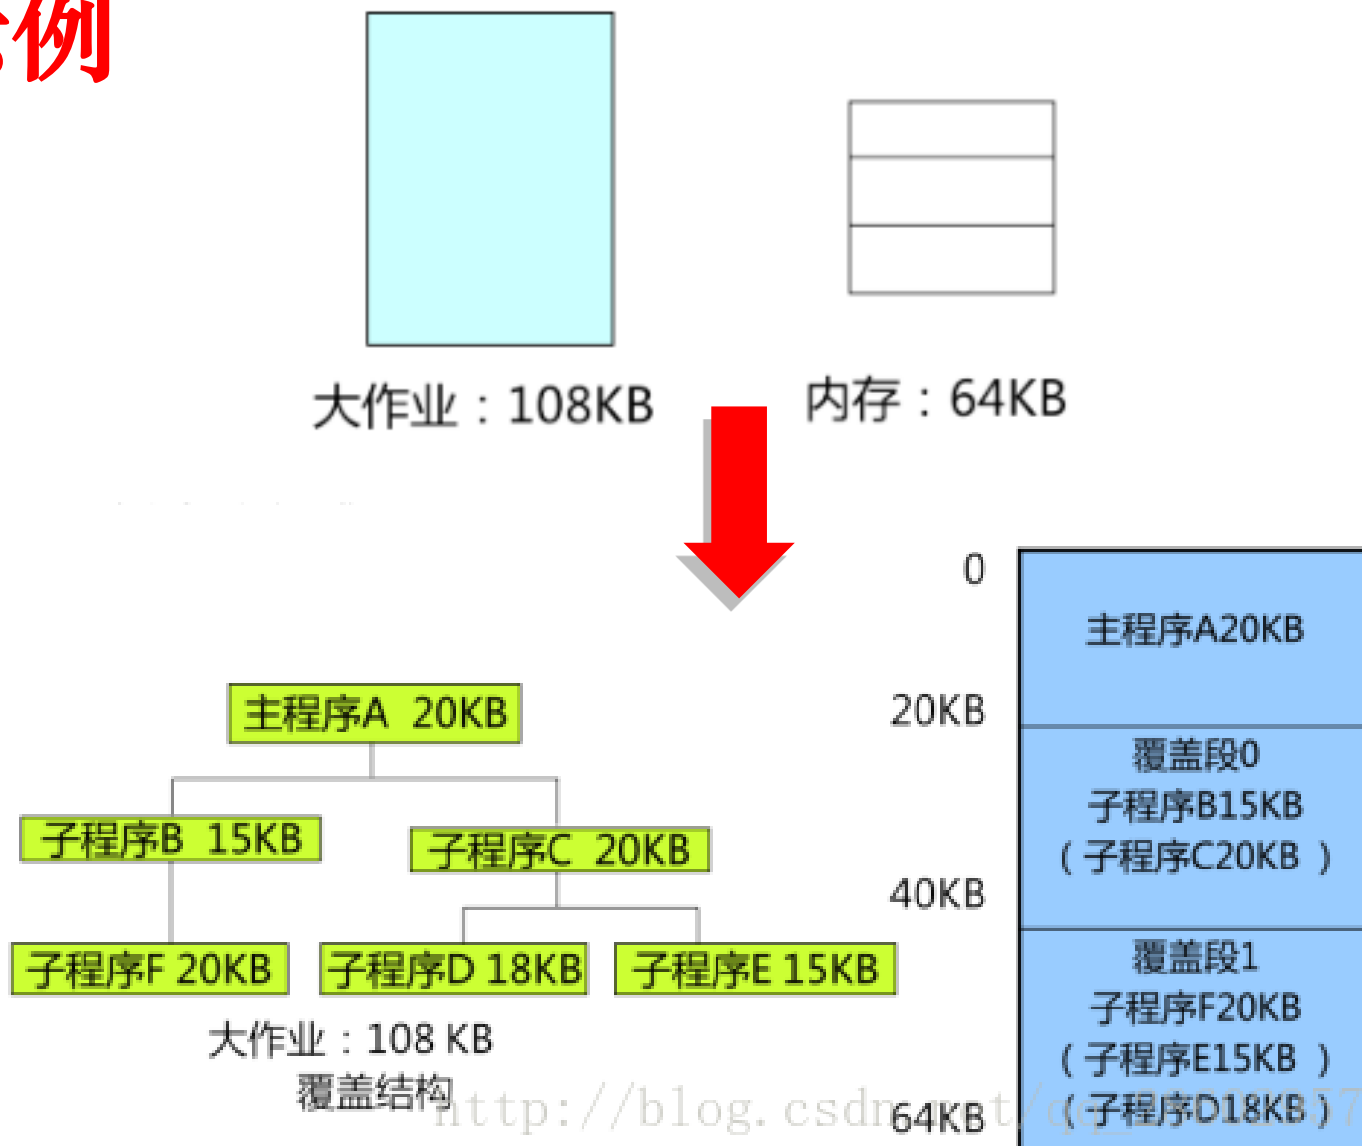 例
大作业：108KB
内存：64KB
主程序A 20KB
子程序B 15KB
子程序C 20KB
子程序F 20KB
子程序D 18KB
子程序E 15KB
大作业：108 KB
覆盖结构
0
主程序A20KB
20KB
覆盖段0
子程序B15KB
（子程序C20KB）
40KB
覆盖段1
子程序F20KB
（子程序E15KB）
（子程序D18KB）
64KB
http://blog.csdn.net/